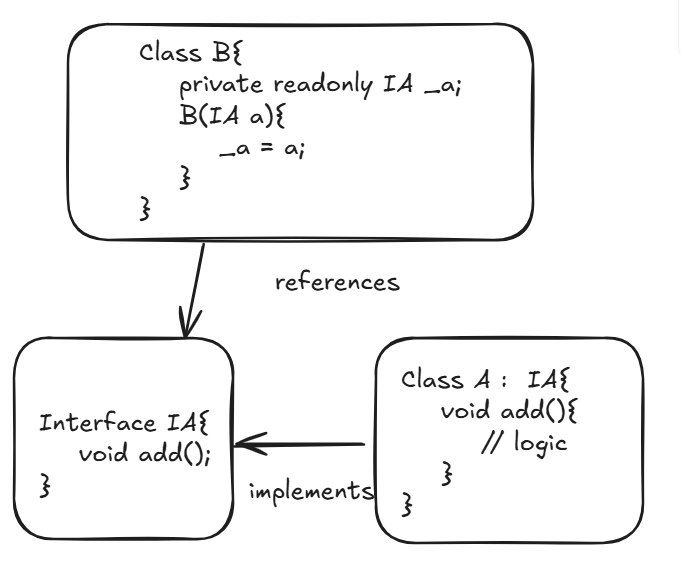 Class B{
private readonly IA _a;
B(IA a){
_a = a;
}
}
references
Interface IA{
void add();
}
implements
Class A : IA{
void add(){
// logic
}
}